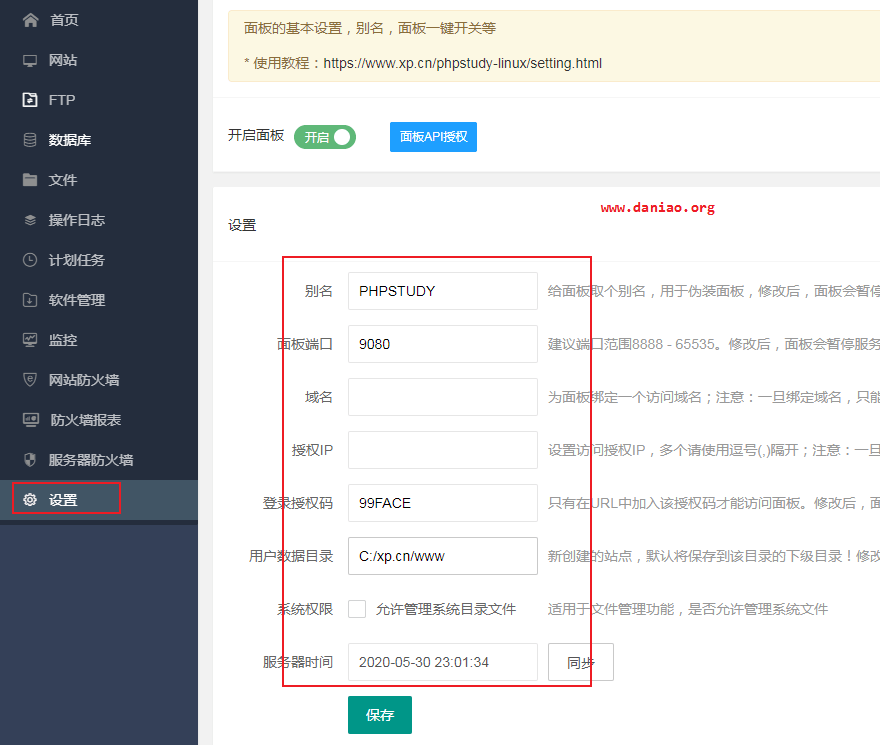 首页
网站
FTP
数据库
文件
操作日志
计划任务
软件管理
监控
网站防火墙
防火墙报表
服务器防火墙
设置
面板的基本设置，别名，面板一键开关等
* 使用教程：https://www.xp.cn/phpstudy-linux/setting.html
开启面板 开启 面板API授权
www.daniao.org
设置
别名 PHPSTUDY 给面板取个别名，用于伪装面板，修改后，面板会暂停
面板端口 9080 建议端口范围8888 - 65535。修改后，面板会暂停服务
域名 为面板绑定一个访问域名；注意：一旦绑定域名，只能
授权IP 设置访问授权IP，多个请使用逗号(,)隔开；注意：一旦
登录授权码 99FACE 只有在URL中加入该授权码才能访问面板。修改后，面
用户数据目录 C:/xp.cn/www 新创建的站点，默认将保存到该目录的下级目录！修改
系统权限 允许管理系统目录文件 适用于文件管理功能，是否允许管理系统文件
服务器时间 2020-05-30 23:01:34 同步
保存